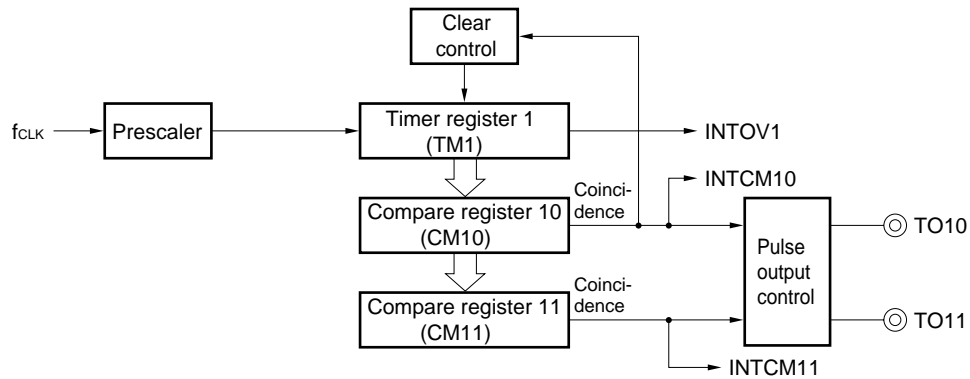 Clear
control
fCLK
Prescaler
Timer register 1
(TM1)
INTOV1
Coinci-
dence
INTCM10
Compare register 10
(CM10)
Pulse
output
control
TO10
Coinci-
dence
Compare register 11
(CM11)
TO11
INTCM11